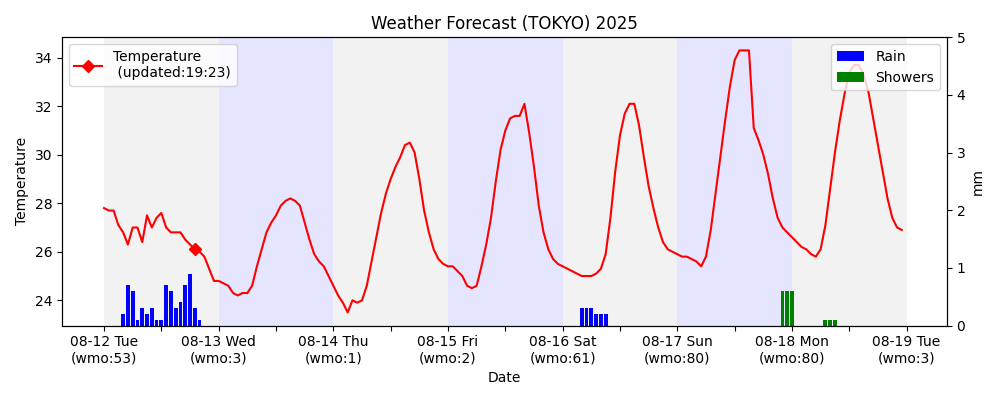 Weather Forecast (TOKYO) 2025
Temperature
(updated:19:23)
Rain
Showers
34
32
30
28
26
24
Temperature
5
4
3
2
1
0
mm
08-12 Tue
(wmo:53)
08-13 Wed
(wmo:3)
08-14 Thu
(wmo:1)
08-15 Fri
(wmo:2)
08-16 Sat
(wmo:61)
08-17 Sun
(wmo:80)
08-18 Mon
(wmo:80)
08-19 Tue
(wmo:3)
Date